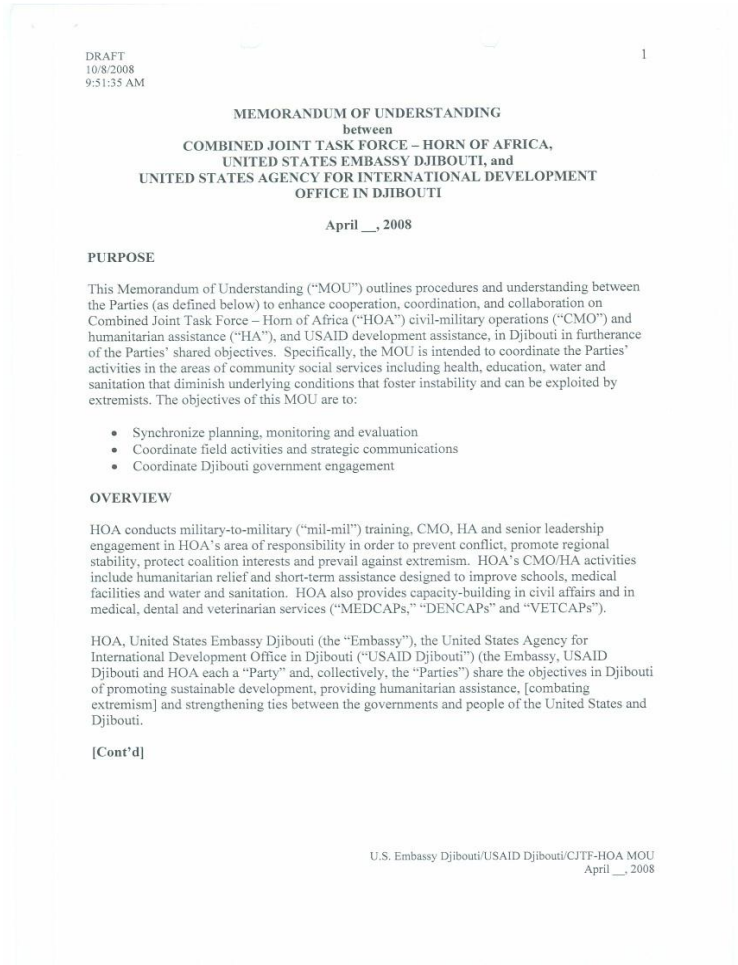 DRAFT
10/8/2008
9:51:35 AM
1
MEMORANDUM OF UNDERSTANDING
between
COMBINED JOINT TASK FORCE – HORN OF AFRICA,
UNITED STATES EMBASSY DJIBOUTI, and
UNITED STATES AGENCY FOR INTERNATIONAL DEVELOPMENT
OFFICE IN DJIBOUTI
April __, 2008
PURPOSE
This Memorandum of Understanding (“MOU”) outlines procedures and understanding between
the Parties (as defined below) to enhance cooperation, coordination, and collaboration on
Combined Joint Task Force – Horn of Africa (“HOA”) civil-military operations (“CMO”) and
humanitarian assistance (“HA”), and USAID development assistance, in Djibouti in furtherance
of the Parties’ shared objectives.  Specifically, the MOU is intended to coordinate the Parties’
activities in the areas of community social services including health, education, water and
sanitation that diminish underlying conditions that foster instability and can be exploited by
extremists. The objectives of this MOU are to:
• Synchronize planning, monitoring and evaluation
• Coordinate field activities and strategic communications
• Coordinate Djibouti government engagement
OVERVIEW
HOA conducts military-to-military (“mil-mil”) training, CMO, HA and senior leadership
engagement in HOA’s area of responsibility in order to prevent conflict, promote regional
stability, protect coalition interests and prevail against extremism.  HOA’s CMO/HA activities
include humanitarian relief and short-term assistance designed to improve schools, medical
facilities and water and sanitation.  HOA also provides capacity-building in civil affairs and in
medical, dental and veterinarian services (“MEDCAPs,” “DENCAPs” and “VETCAPs”).
HOA, United States Embassy Djibouti (the “Embassy”), the United States Agency for
International Development Office in Djibouti (“USAID Djibouti”) (the Embassy, USAID
Djibouti and HOA each a “Party” and, collectively, the “Parties”) share the objectives in Djibouti
of promoting sustainable development, providing humanitarian assistance, [combating
extremism] and strengthening ties between the governments and people of the United States and
Djibouti.
[Cont’d]
U.S. Embassy Djibouti/USAID Djibouti/CJTF-HOA MOU
April __, 2008